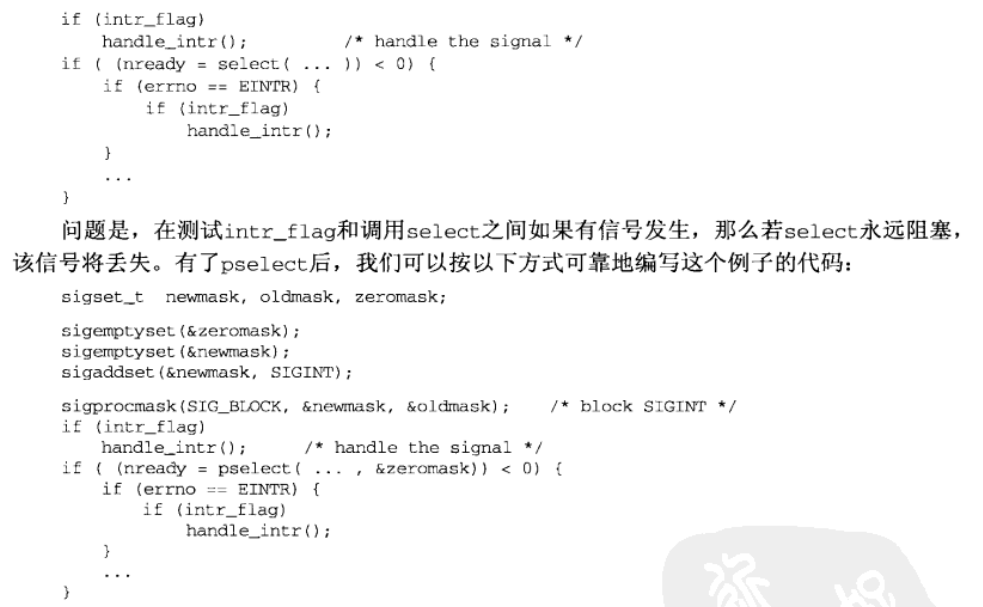 if (intr_flag)
    handle_intr();          /* handle the signal */
if ( (nready = select( ... )) < 0) {
    if (errno == EINTR) {
        if (intr_flag)
            handle_intr();
    }
    ...
}
问题是，在测试intr_flag和调用select之间如果有信号发生，那么若select永远阻塞，
该信号将丢失。有了pselect后，我们可以按以下方式可靠地编写这个例子的代码：
sigset_t  newmask, oldmask, zeromask;
sigemptyset(&zeromask);
sigemptyset(&newmask);
sigaddset(&newmask, SIGINT);
sigprocmask(SIG_BLOCK, &newmask, &oldmask);    /* block SIGINT */
if (intr_flag)
    handle_intr();      /* handle the signal */
if ( (nready = pselect( ... , &zeromask)) < 0) {
    if (errno == EINTR) {
        if (intr_flag)
            handle_intr();
    }
    ...
}